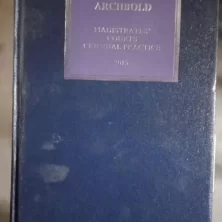 ARCHBOLD
MAGISTRATES'
COURTS
CRIMINAL PRACTICE